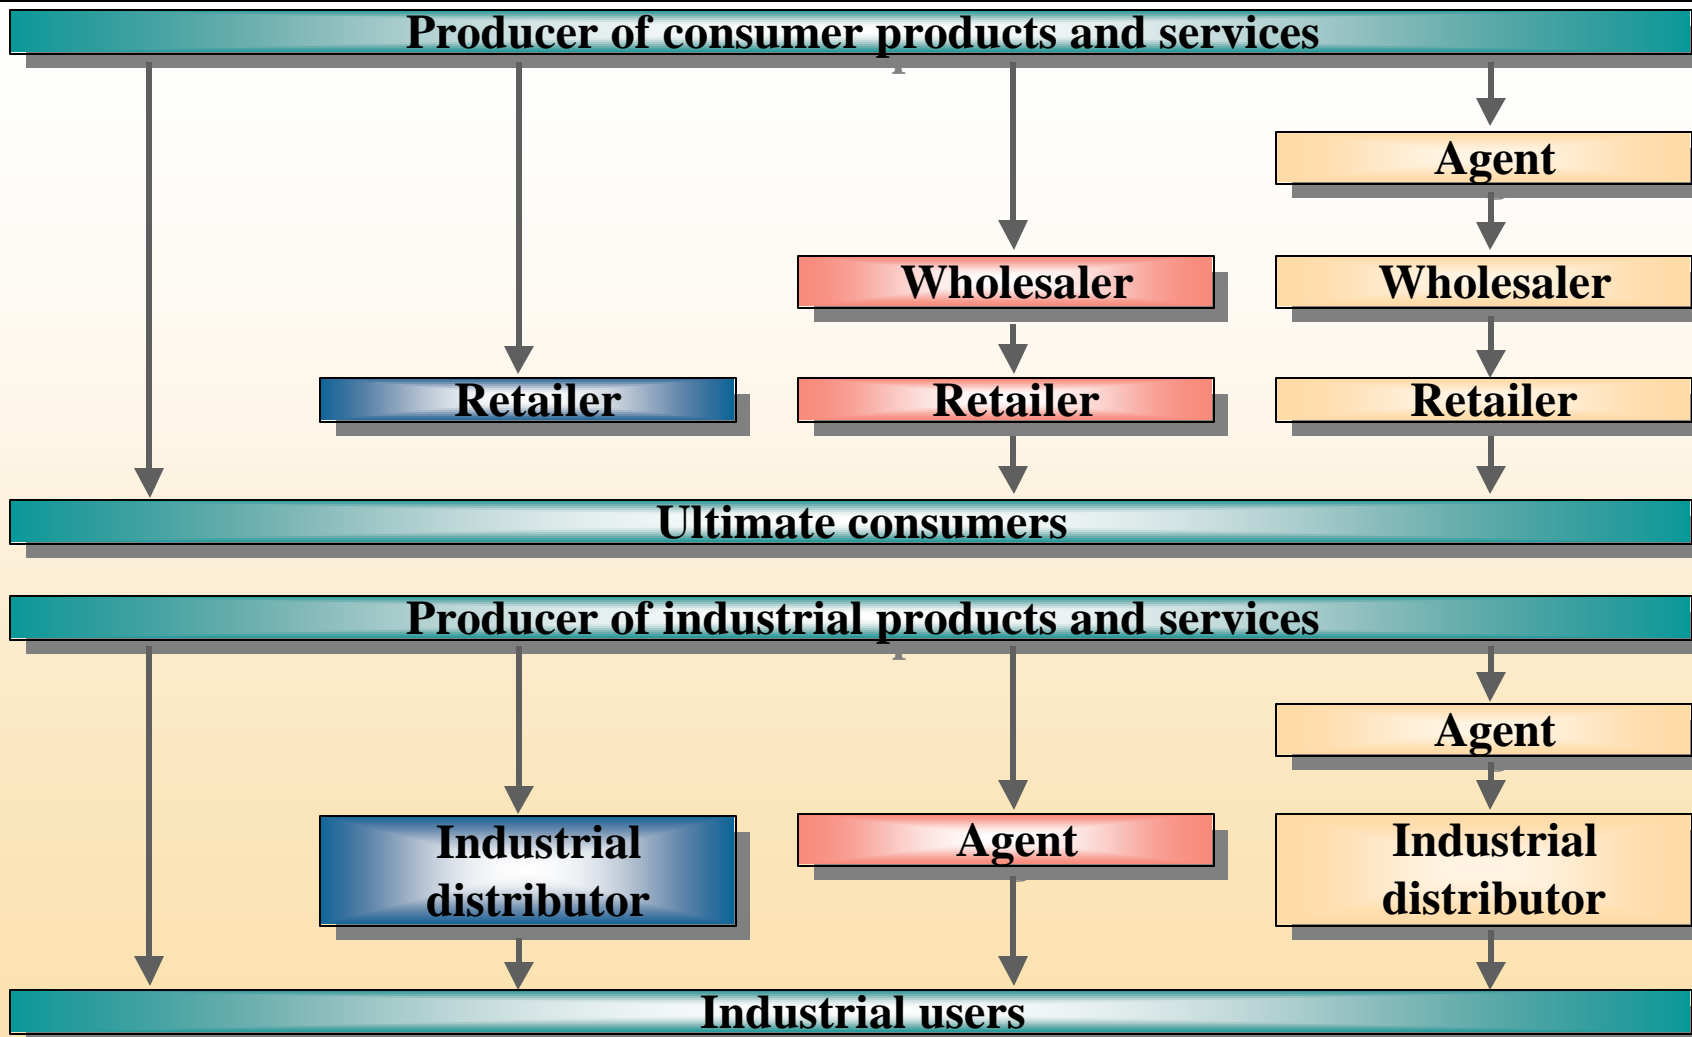 Producer of consumer products and services
Agent
Wholesaler
Wholesaler
Retailer
Retailer
Retailer
Ultimate consumers
Producer of industrial products and services
Agent
Industrial
distributor
Agent
Industrial
distributor
Industrial users